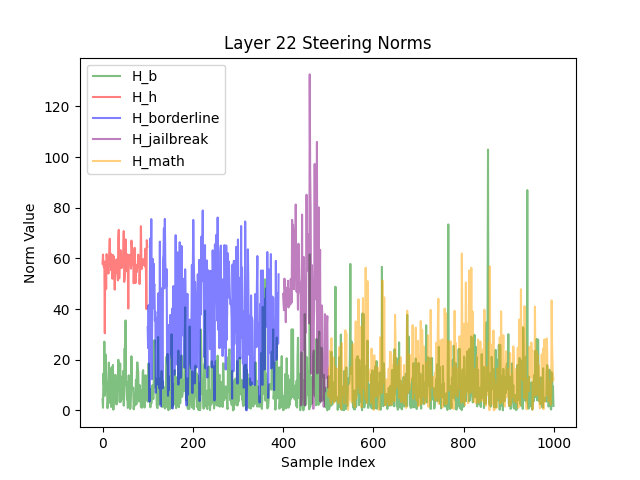 Layer 22 Steering Norms
H_b
H_h
H_borderline
H_jailbreak
H_math
Norm Value
120
100
80
60
40
20
0
0
200
400
600
800
1000
Sample Index